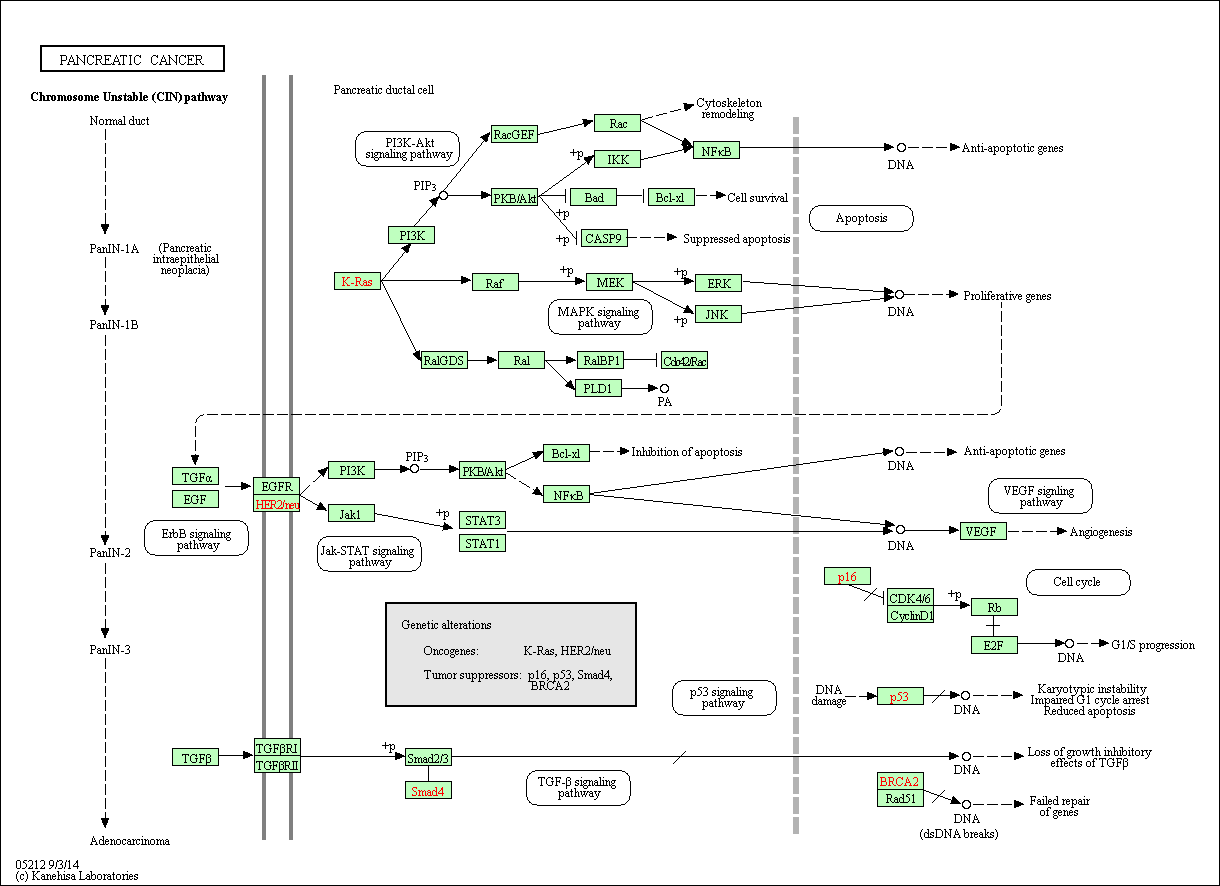 PANCREATIC CANCER
Chromosome Unstable (CIN) pathway
Normal duct
PanIN-1A
(Pancreatic
intraepithelial
neoplacia)
PanIN-1B
PanIN-2
PanIN-3
Adenocarcinoma
Pancreatic ductal cell
PI3K-Akt
signaling pathway
RacGEF
Rac
Cytoskeleton
remodeling
+p
IKK
NFκB
DNA
Anti-apoptotic genes
PIP3
PKB/Akt
Bad
Bcl-xl
Cell survival
+p
+p
CASP9
Suppressed apoptosis
Apoptosis
PI3K
K-Ras
Raf
+p
MEK
+p
ERK
+p
JNK
DNA
Proliferative genes
MAPK signaling
pathway
RalGDS
Ral
RalBP1
Cdc42/Rac
PLD1
PA
TGFα
EGF
EGFR
HER2/neu
ErbB signaling
pathway
PI3K
PIP3
PKB/Akt
Bcl-xl
Inhibition of apoptosis
NFκB
DNA
Anti-apoptotic genes
Jak1
+p
STAT3
STAT1
Jak-STAT signaling
pathway
DNA
VEGF
Angiogenesis
VEGF signling
pathway
p16
CDK4/6
CyclinD1
+p
Rb
E2F
DNA
G1/S progression
Cell cycle
Genetic alterations
Oncogenes: K-Ras, HER2/neu
Tumor suppressors: p16, p53, Smad4,
BRCA2
p53 signaling
pathway
DNA
damage
p53
DNA
Karyotypic instability
Impaired G1 cycle arrest
Reduced apoptosis
TGFβ
TGFβRI
TGFβRII
+p
Smad2/3
Smad4
TGF-β signaling
pathway
DNA
Loss of growth inhibitory
effects of TGFβ
BRCA2
Rad51
DNA
(dsDNA breaks)
Failed repair
of genes
05212 9/3/14
(c) Kanehisa Laboratories